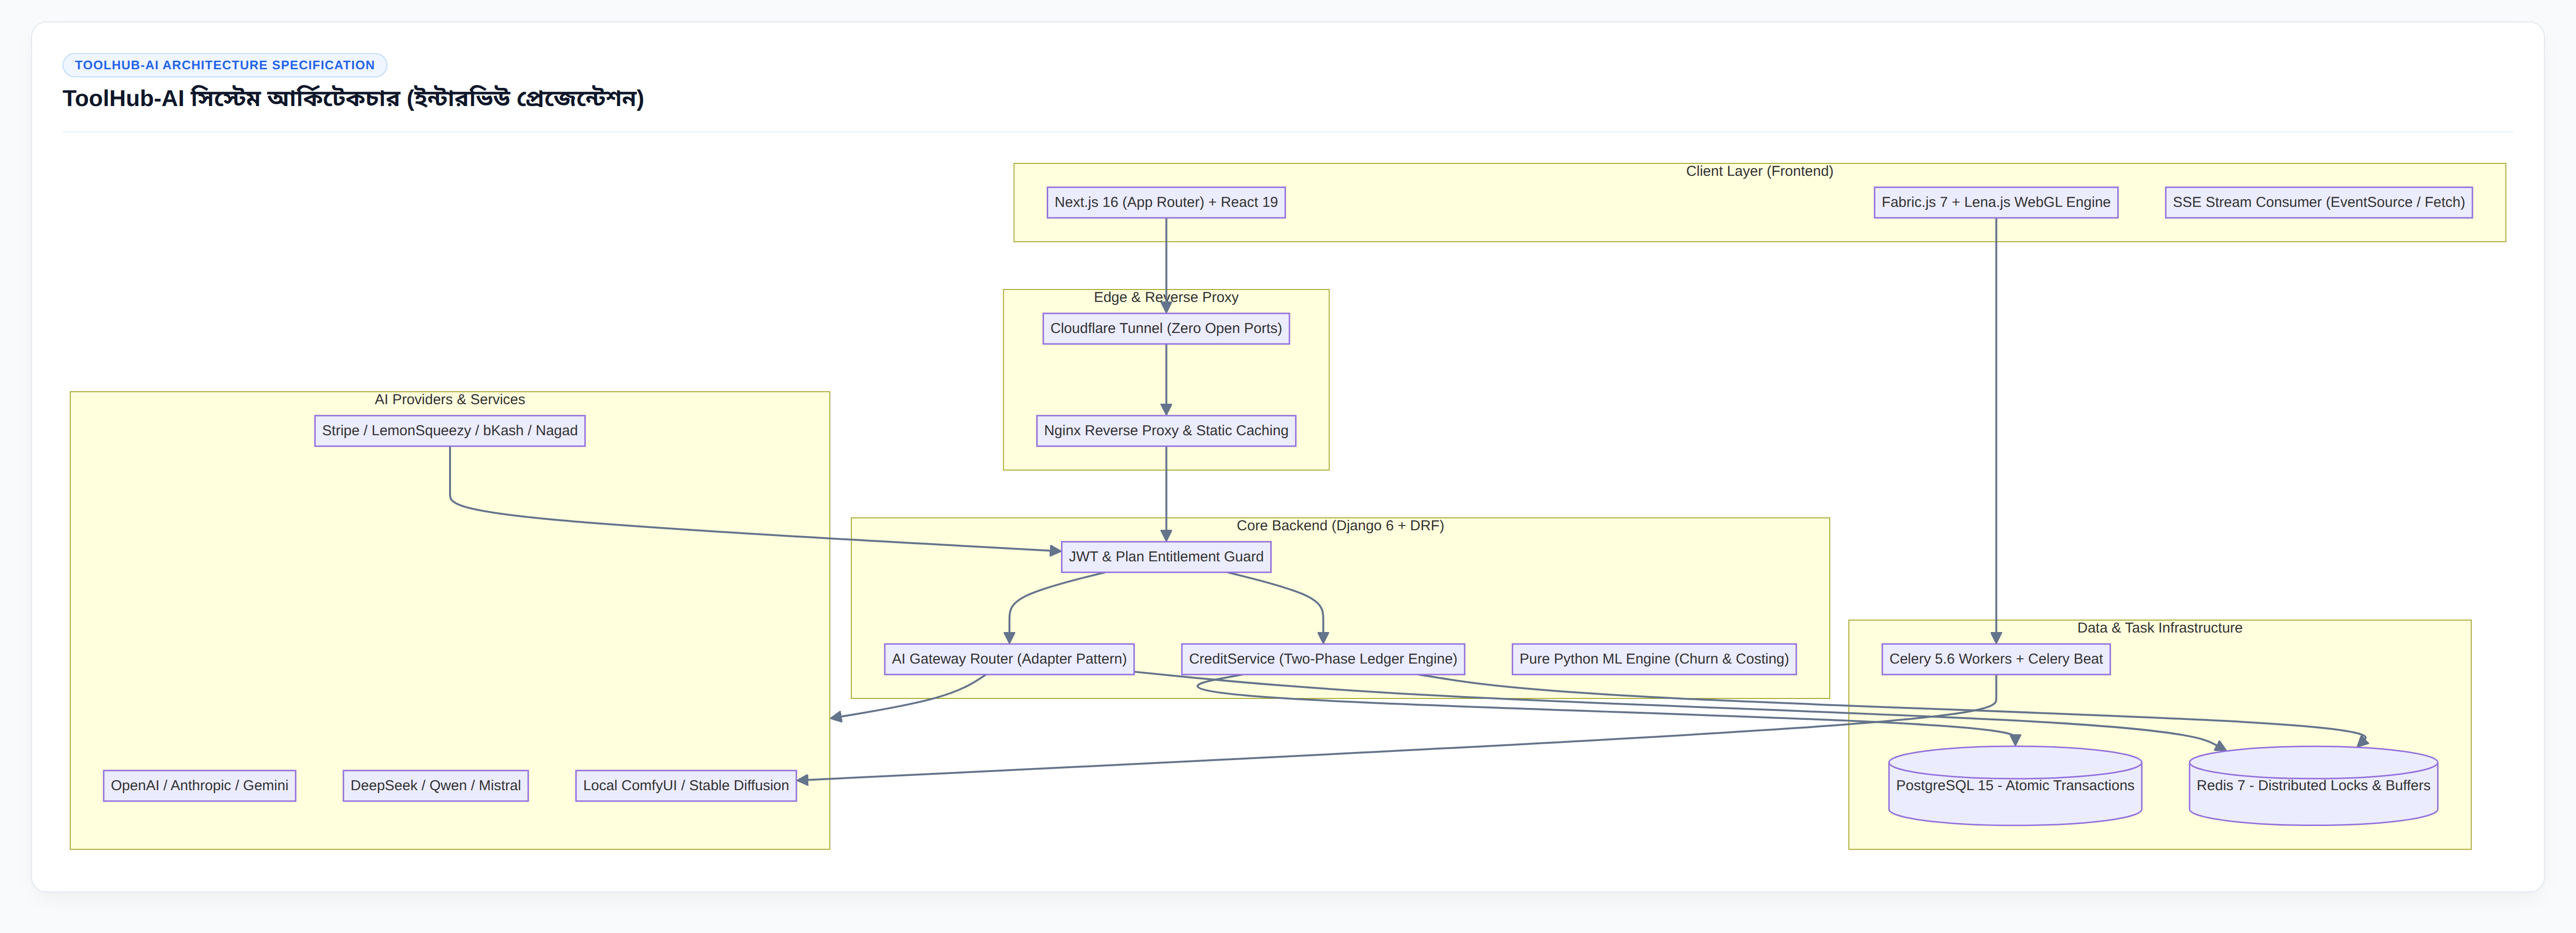 TOOLHUB-AI ARCHITECTURE SPECIFICATION
ToolHub-AI সিস্টেম আর্কিটেকচার (ইন্টারভিউ প্রেজেন্টেশন)
Client Layer (Frontend)
Next.js 16 (App Router) + React 19
Fabric.js 7 + Lena.js WebGL Engine
SSE Stream Consumer (EventSource / Fetch)
Edge & Reverse Proxy
Cloudflare Tunnel (Zero Open Ports)
Nginx Reverse Proxy & Static Caching
AI Providers & Services
Stripe / LemonSqueezy / bKash / Nagad
Core Backend (Django 6 + DRF)
JWT & Plan Entitlement Guard
AI Gateway Router (Adapter Pattern)
CreditService (Two-Phase Ledger Engine)
Pure Python ML Engine (Churn & Costing)
Data & Task Infrastructure
Celery 5.6 Workers + Celery Beat
OpenAI / Anthropic / Gemini
DeepSeek / Qwen / Mistral
Local ComfyUI / Stable Diffusion
PostgreSQL 15 - Atomic Transactions
Redis 7 - Distributed Locks & Buffers